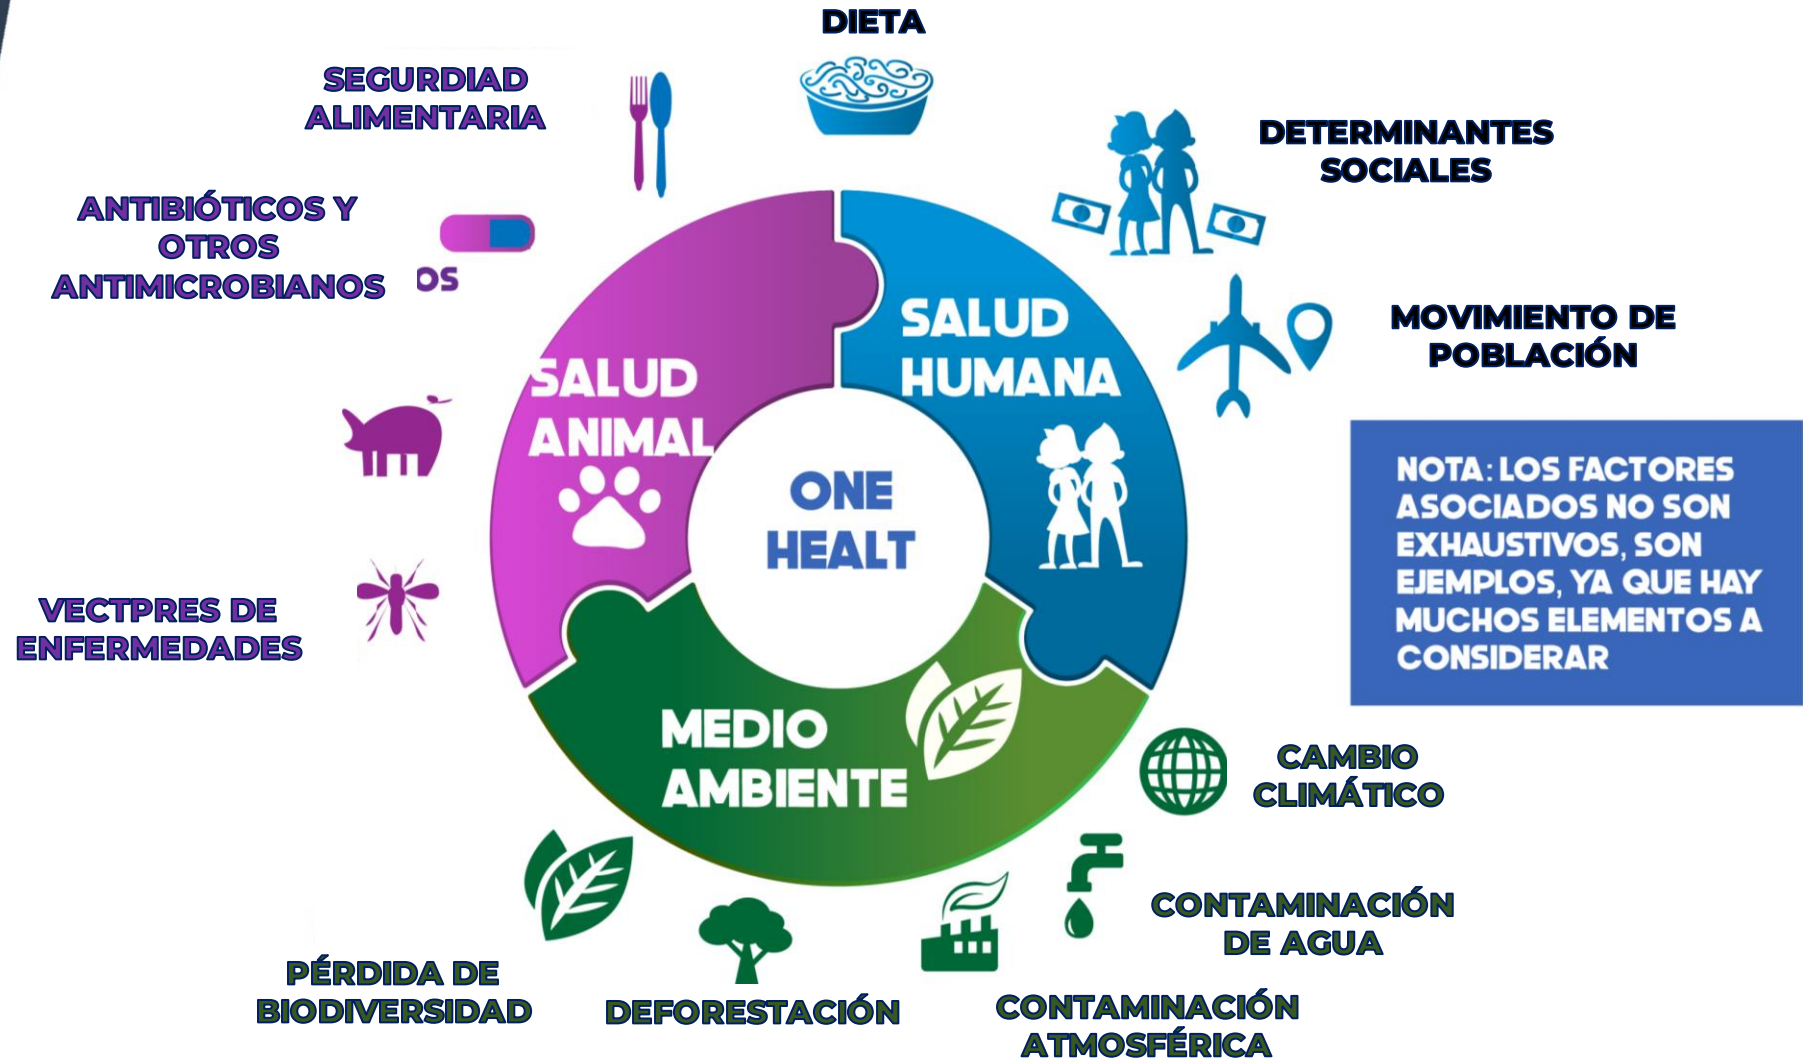 DIETA
SEGURDIAD
ALIMENTARIA
DETERMINANTES
SOCIALES
ANTIBIÓTICOS Y
OTROS
ANTIMICROBIANOS
OS
MOVIMIENTO DE
POBLACIÓN
SALUD
HUMANA
SALUD
ANIMAL
ONE
HEALT
NOTA: LOS FACTORES
ASOCIADOS NO SON
EXHAUSTIVOS, SON
EJEMPLOS, YA QUE HAY
MUCHOS ELEMENTOS A
CONSIDERAR
VECTPRES DE
ENFERMEDADES
MEDIO
AMBIENTE
CAMBIO
CLIMÁTICO
CONTAMINACIÓN
DE AGUA
PÉRDIDA DE
BIODIVERSIDAD
DEFORESTACIÓN
CONTAMINACIÓN
ATMOSFÉRICA